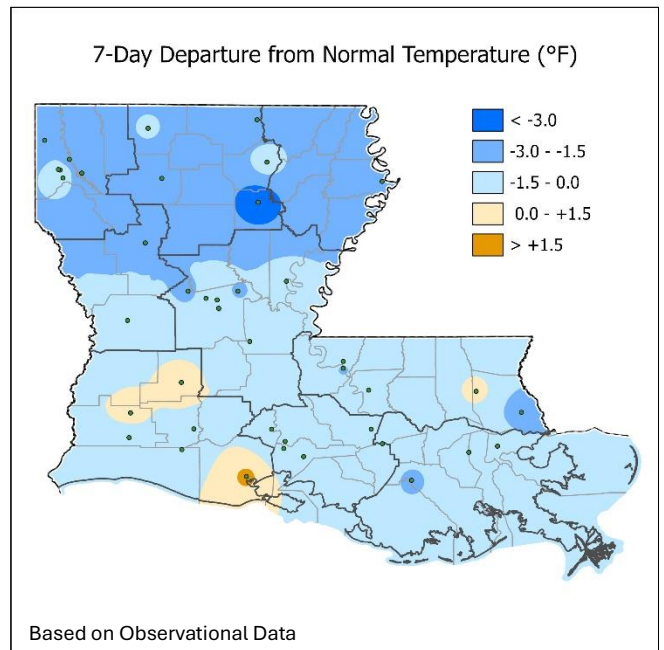 7-Day Departure from Normal Temperature (°F)
< -3.0
-3.0 - -1.5
-1.5 - 0.0
0.0 - +1.5
> +1.5
Based on Observational Data